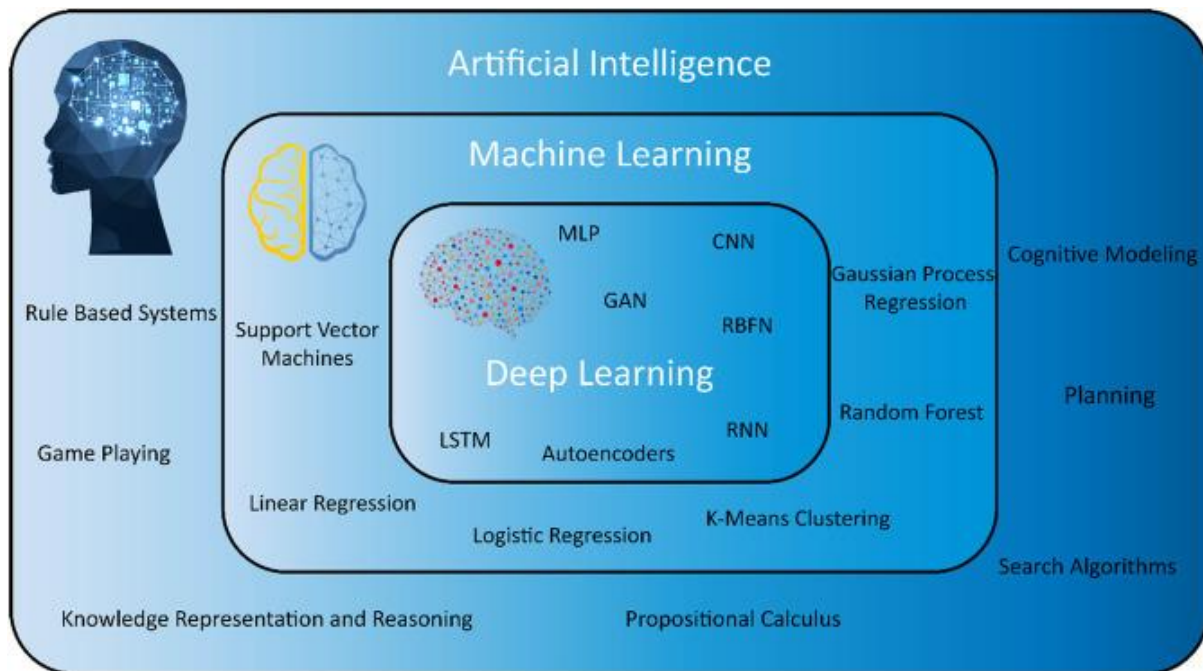 Artificial Intelligence
Machine Learning
MLP
CNN
Cognitive Modeling
Gaussian Process
Regression
GAN
Rule Based Systems
Support Vector
Machines
RBFN
Deep Learning
Planning
Random Forest
LSTM
RNN
Game Playing
Autoencoders
Linear Regression
K-Means Clustering
Logistic Regression
Search Algorithms
Knowledge Representation and Reasoning
Propositional Calculus